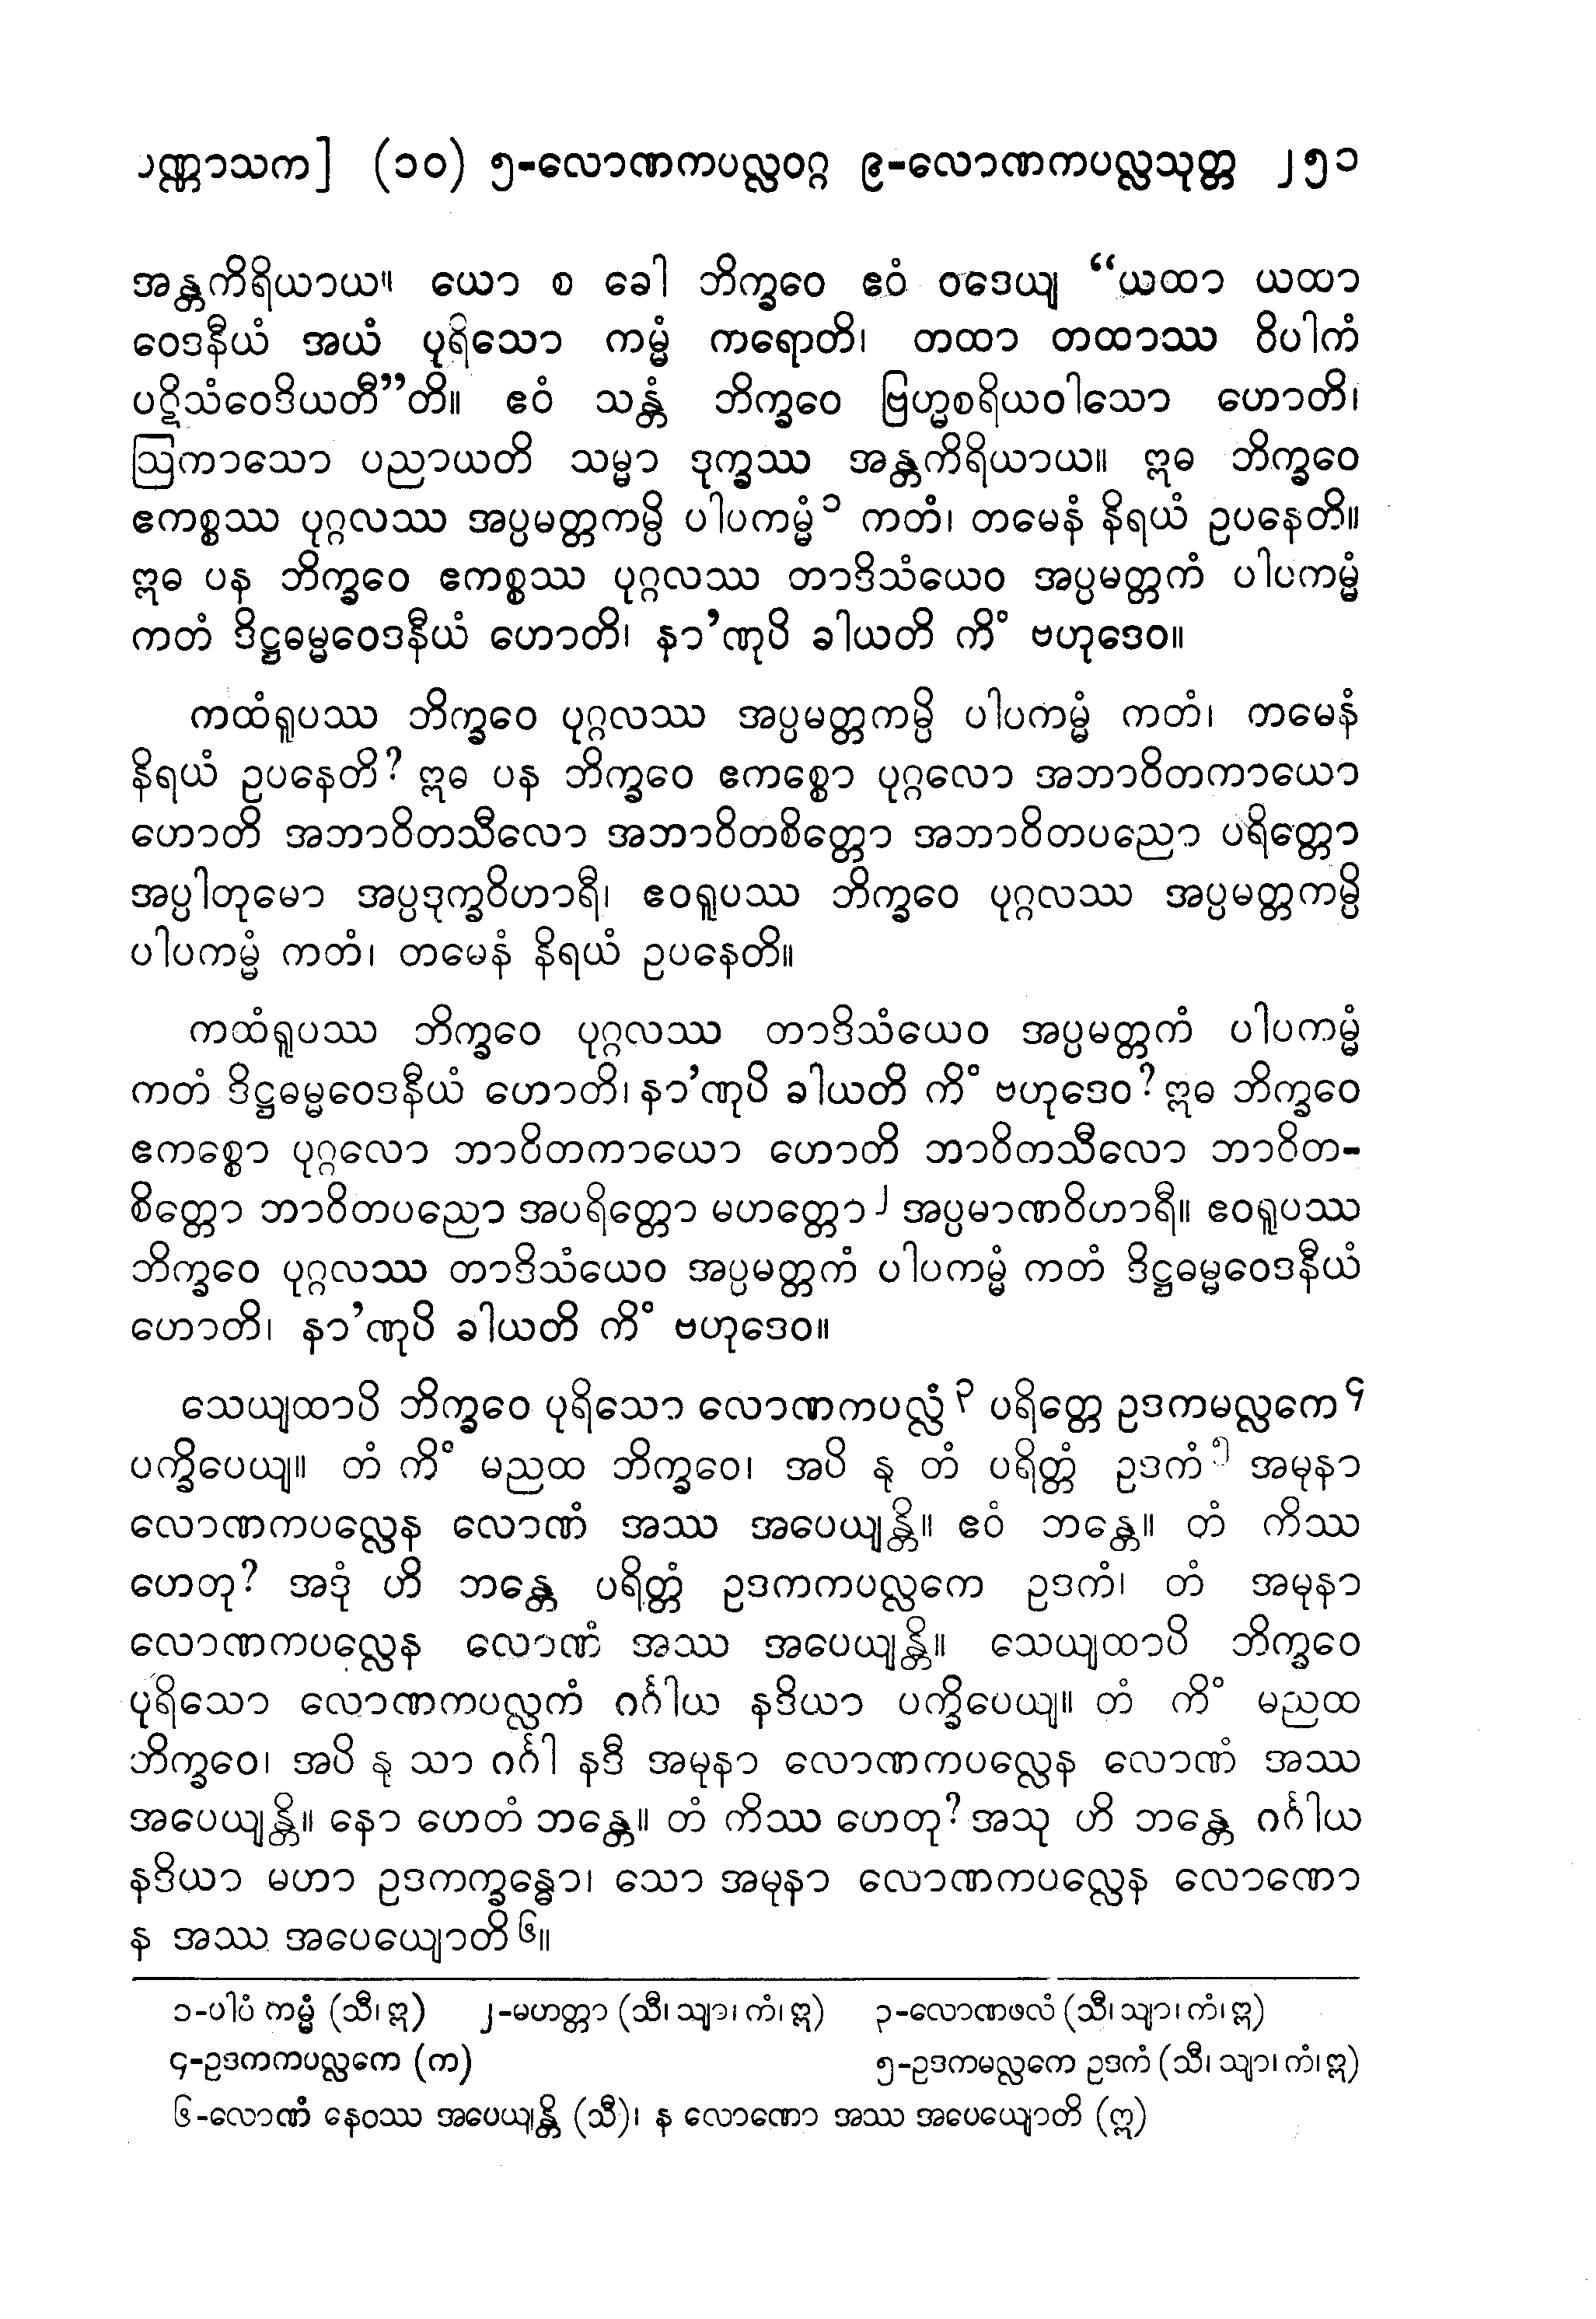 ပဏ္ဏာသက] (၁၀) ၅-လောဏကပလ္လဝဂ္ဂ ၉-လောဏကပလ္လသုတ္တ ၂၅၁
အန္တကိရိယာယ။ ယော စ ခေါ ဘိက္ခဝေ ဧဝံ ဝဒေယျ “ယထာ ယထာ
ဝေဒနီယံ အယံ ပုရိသော ကမ္မံ ကရောတိ၊ တထာ တထာဿ ဝိပါကံ
ပဋိသံဝေဒိယတီ”တိ။ ဧဝံ သန္တံ ဘိက္ခဝေ ဗြဟ္မစရိယဝါသော ဟောတိ၊
ဩကာသော ပညာယတိ သမ္မာ ဒုက္ခဿ အန္တကိရိယာယ။ ဣဓ ဘိက္ခဝေ
ဧကစ္စဿ ပုဂ္ဂလဿ အပ္ပမတ္တကမ္ပိ ပါပကမ္မံ၁ ကတံ၊ တမေနံ နိရယံ ဥပနေတိ။
ဣဓ ပန ဘိက္ခဝေ ဧကစ္စဿ ပုဂ္ဂလဿ တာဒိသံယေဝ အပ္ပမတ္တကံ ပါပကမ္မံ
ကတံ ဒိဋ္ဌဓမ္မဝေဒနီယံ ဟောတိ၊ နာ’ဏုပိ ခါယတိ ကိံ ဗဟုဒေဝ။
ကထံရူပဿ ဘိက္ခဝေ ပုဂ္ဂလဿ အပ္ပမတ္တကမ္ပိ ပါပကမ္မံ ကတံ၊ တမေနံ
နိရယံ ဥပနေတိ? ဣဓ ပန ဘိက္ခဝေ ဧကစ္စော ပုဂ္ဂလော အဘာဝိတကာယော
ဟောတိ အဘာဝိတသီလော အဘာဝိတစိတ္တော အဘာဝိတပညော ပရိတ္တော
အပ္ပါတုမော အပ္ပဒုက္ခဝိဟာရီ၊ ဧဝရူပဿ ဘိက္ခဝေ ပုဂ္ဂလဿ အပ္ပမတ္တကမ္ပိ
ပါပကမ္မံ ကတံ၊ တမေနံ နိရယံ ဥပနေတိ။
ကထံရူပဿ ဘိက္ခဝေ ပုဂ္ဂလဿ တာဒိသံယေဝ အပ္ပမတ္တကံ ပါပကမ္မံ
ကတံ ဒိဋ္ဌဓမ္မဝေဒနီယံ ဟောတိ၊ နာ’ဏုပိ ခါယတိ ကိံ ဗဟုဒေဝ? ဣဓ ဘိက္ခဝေ
ဧကစ္စော ပုဂ္ဂလော ဘာဝိတကာယော ဟောတိ ဘာဝိတသီလော ဘာဝိတ-
စိတ္တော ဘာဝိတပညော အပရိတ္တော မဟတ္တော၂ အပ္ပမာဏဝိဟာရီ။ ဧဝရူပဿ
ဘိက္ခဝေ ပုဂ္ဂလဿ တာဒိသံယေဝ အပ္ပမတ္တကံ ပါပကမ္မံ ကတံ ဒိဋ္ဌဓမ္မဝေဒနီယံ
ဟောတိ၊ နာ’ဏုပိ ခါယတိ ကိံ ဗဟုဒေဝ။
သေယျထာပိ ဘိက္ခဝေ ပုရိသော လောဏကပလ္လံ၃ ပရိတ္တေ ဥဒကမလ္လကေ၄
ပက္ခိပေယျ။ တံ ကိံ မညထ ဘိက္ခဝေ၊ အပိ နု တံ ပရိတ္တံ ဥဒကံ၅ အမုနာ
လောဏကပလ္လေန လောဏံ အဿ အပေယျန္တိ။ ဧဝံ ဘန္တေ။ တံ ကိဿ
ဟေတု? အဒုံ ဟိ ဘန္တေ ပရိတ္တံ ဥဒကကပလ္လကေ ဥဒကံ၊ တံ အမုနာ
လောဏကပလ္လေန လောဏံ အဿ အပေယျန္တိ။ သေယျထာပိ ဘိက္ခဝေ
ပုရိသော လောဏကပလ္လကံ ဂင်္ဂါယ နဒိယာ ပက္ခိပေယျ။ တံ ကိံ မညထ
ဘိက္ခဝေ၊ အပိ နု သာ ဂင်္ဂါ နဒီ အမုနာ လောဏကပလ္လေန လောဏံ အဿ
အပေယျန္တိ။ နော ဟေတံ ဘန္တေ။ တံ ကိဿ ဟေတု? အသု ဟိ ဘန္တေ ဂင်္ဂါယ
နဒိယာ မဟာ ဥဒကက္ခန္ဓော၊ သော အမုနာ လောဏကပလ္လေန လောဏော
န အဿ အပေယျောတိ၆။
၁-ပါပံ ကမ္မံ (သီ၊ ဣ) ၂-မဟတ္တာ (သီ၊ သျာ၊ ကံ၊ ဣ) ၃-လောဏဖလံ (သီ၊ သျာ၊ ကံ၊ ဣ)
၄-ဥဒကကပလ္လကေ (က) ၅-ဥဒကမလ္လကေ ဥဒကံ (သီ၊ သျာ၊ ကံ၊ ဣ)
၆-လောဏံ နေဝဿ အပေယျန္တိ (သီ)၊ န လောဏော အဿ အပေယျောတိ (ဣ)